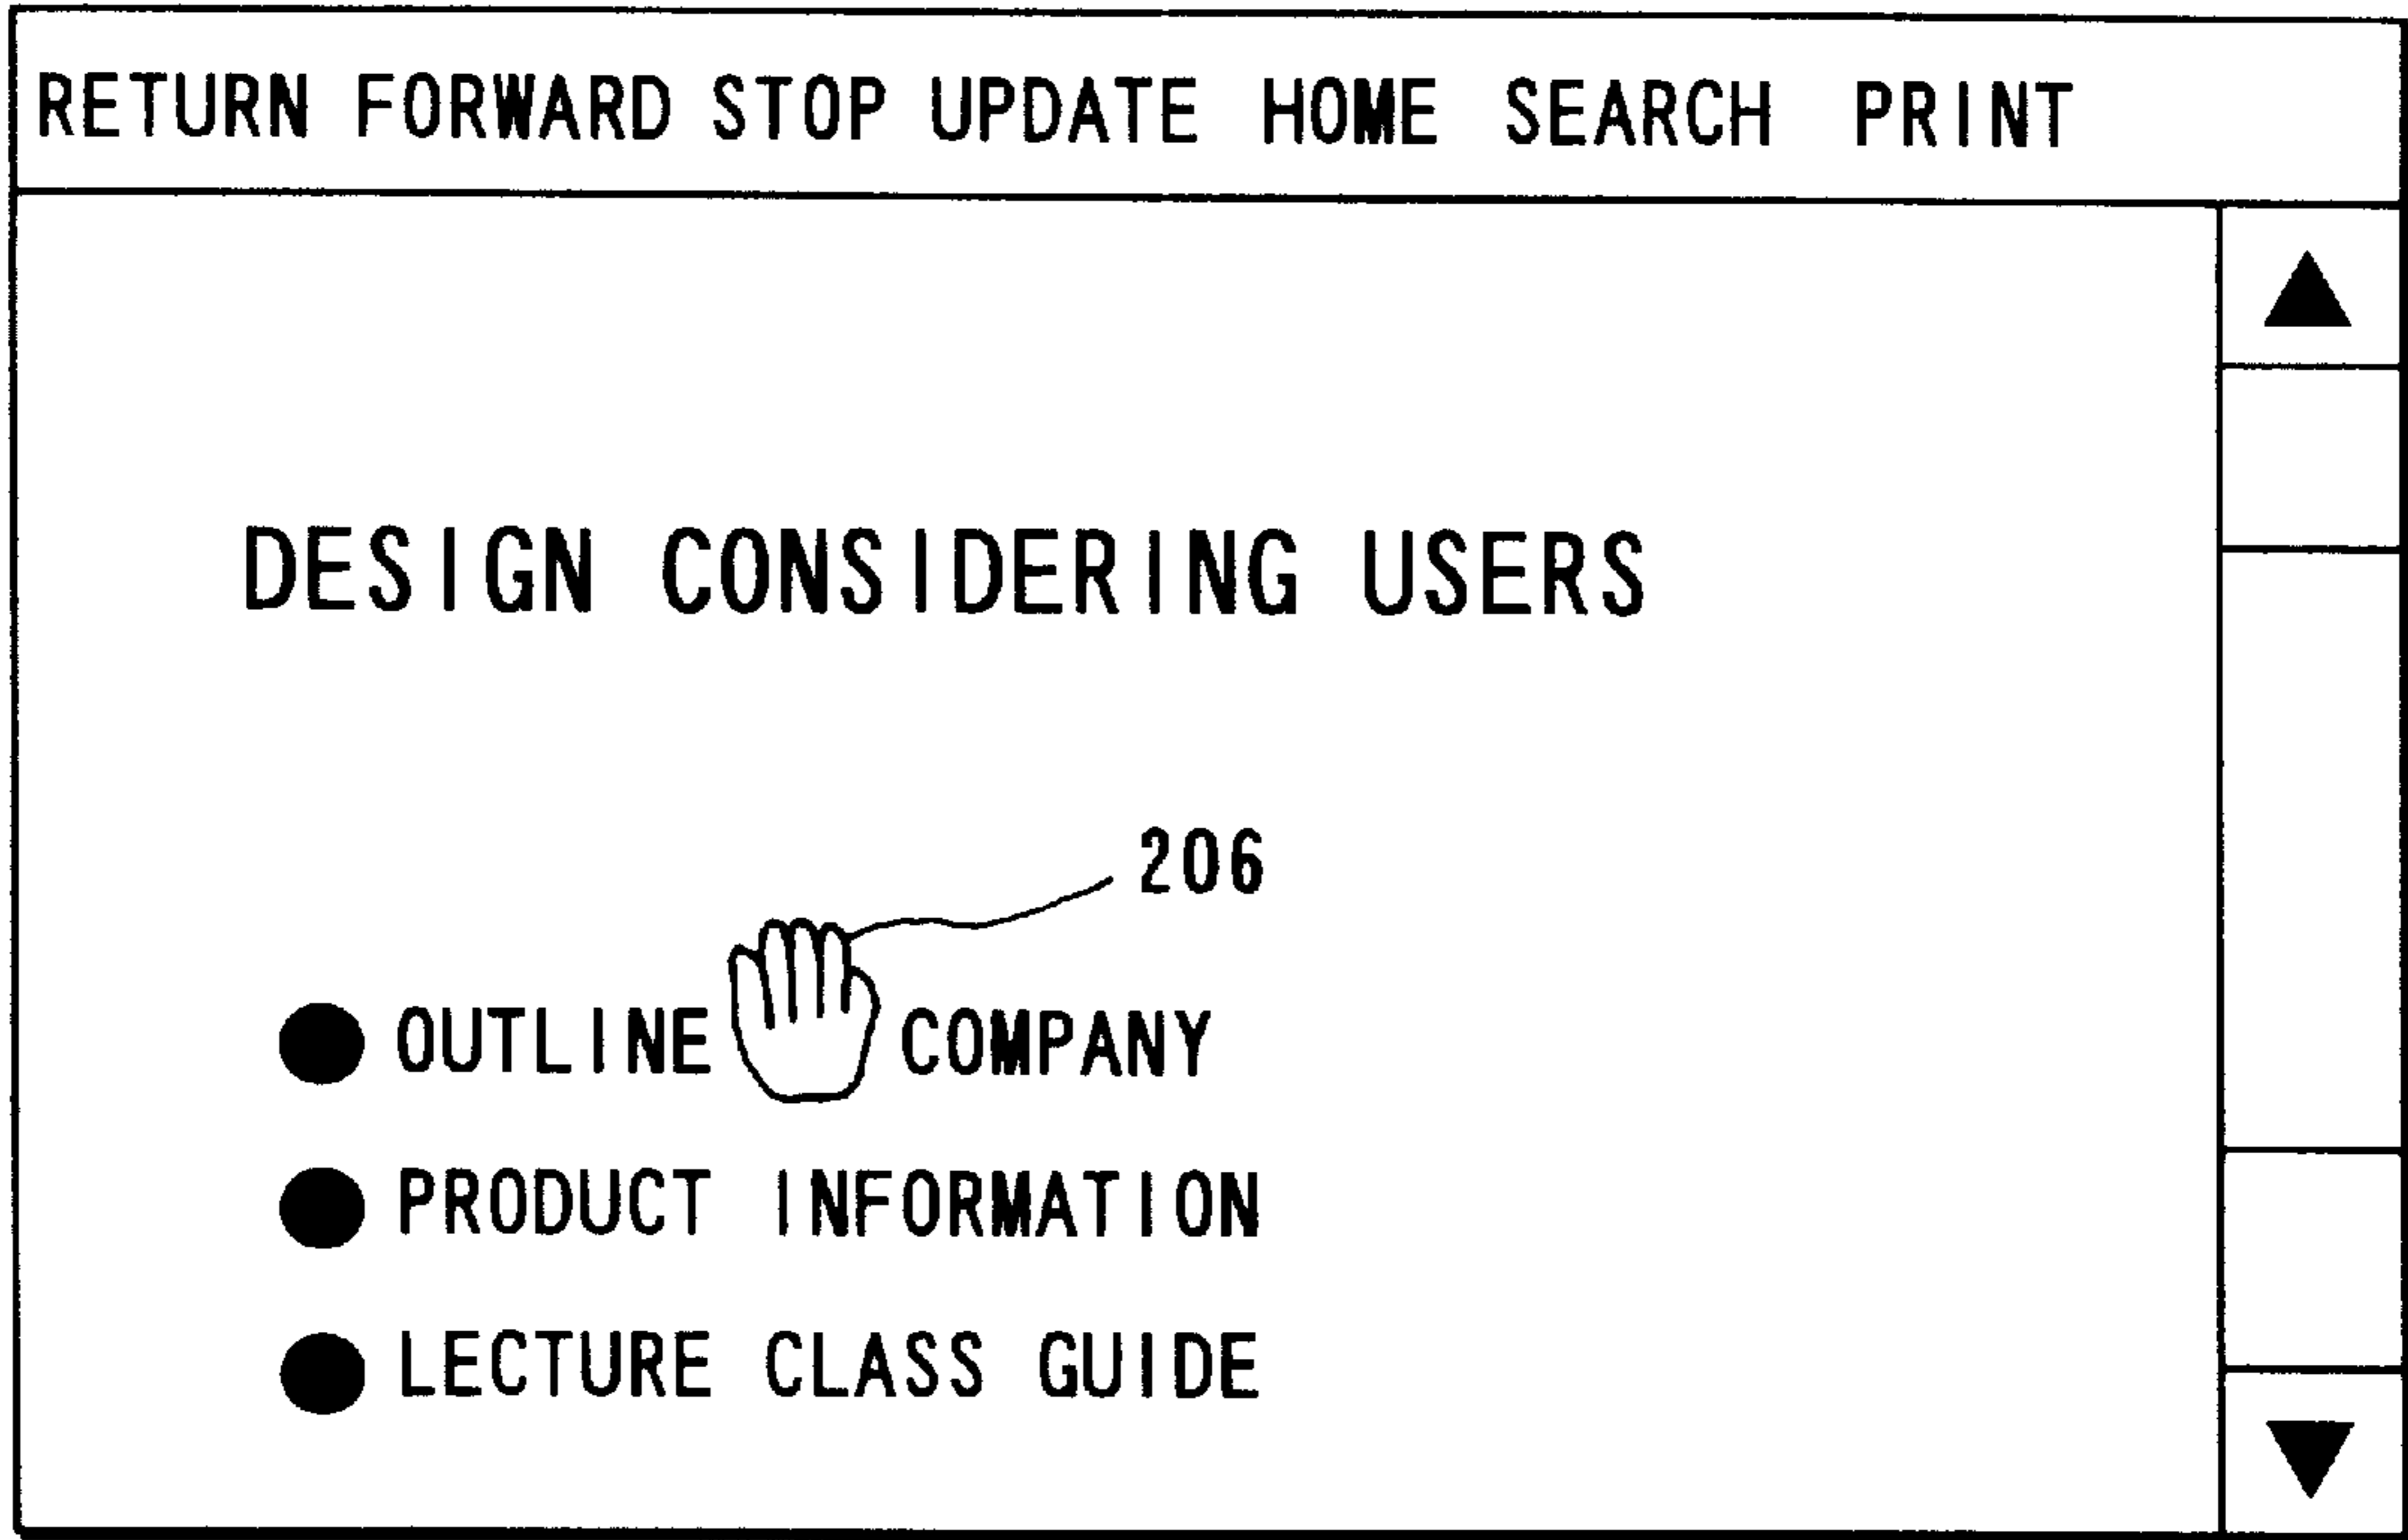 RETURN FORWARD STOP UPDATE HOME SEARCH PRINT
DESIGN CONSIDERING USERS
206
OUTLINE COMPANY
PRODUCT INFORMATION
LECTURE CLASS GUIDE